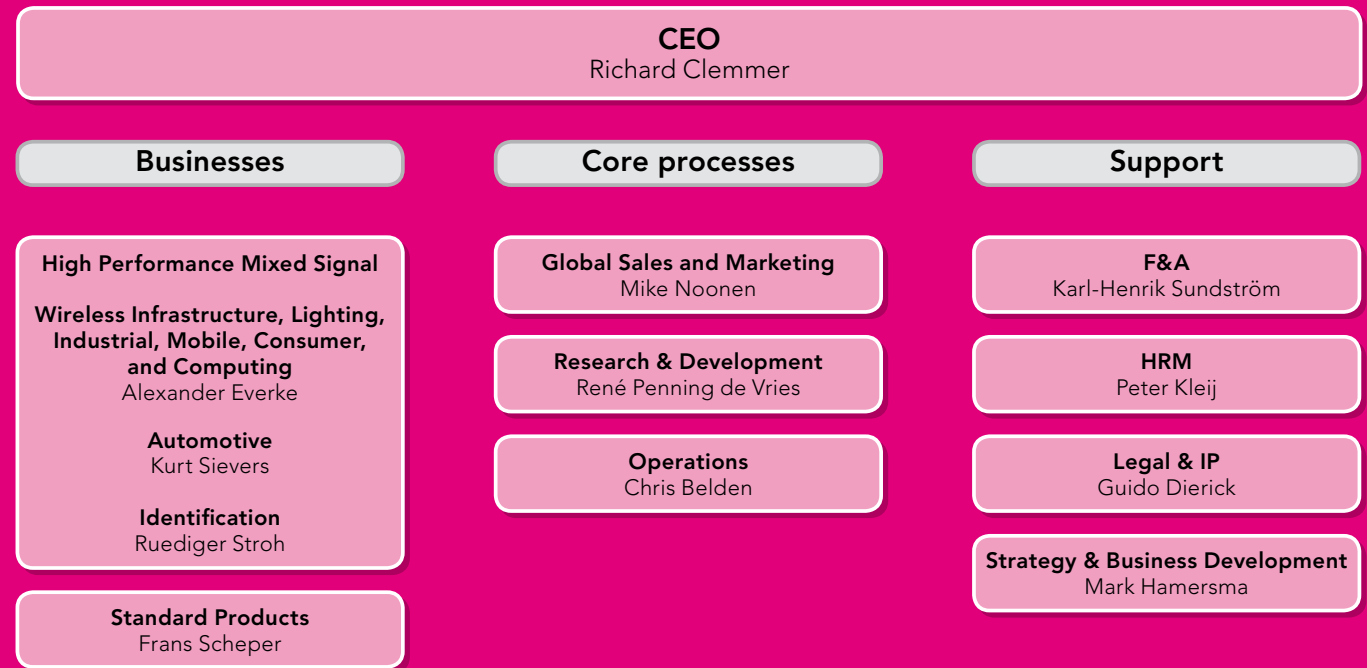 CEO
Richard Clemmer
Businesses
High Performance Mixed Signal
Wireless Infrastructure, Lighting,
Industrial, Mobile, Consumer,
and Computing
Alexander Everke
Automotive
Kurt Sievers
Identification
Ruediger Stroh
Standard Products
Frans Scheper
Core processes
Global Sales and Marketing
Mike Noonen
Research & Development
René Penning de Vries
Operations
Chris Belden
Support
F&A
Karl-Henrik Sundström
HRM
Peter Kleij
Legal & IP
Guido Dierick
Strategy & Business Development
Mark Hamersma